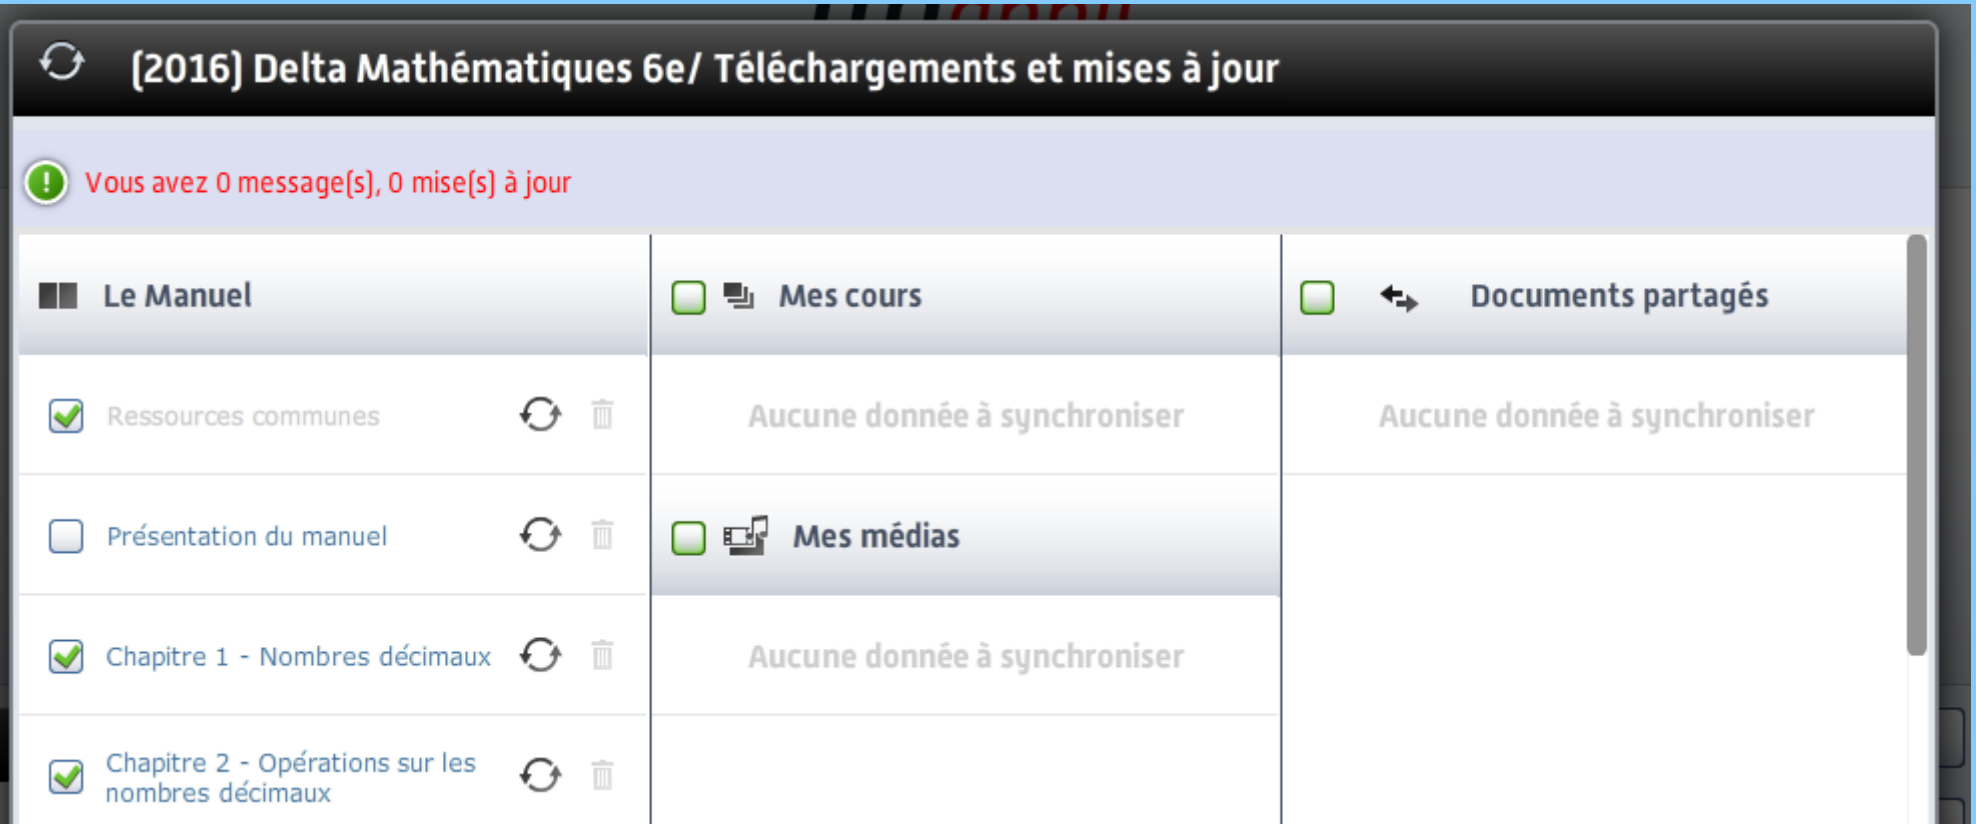 (2016) Delta Mathématiques 6e/ Téléchargements et mises à jour
Vous avez 0 message(s), 0 mise(s) à jour
Le Manuel
Mes cours
Documents partagés
Ressources communes
Aucune donnée à synchroniser
Aucune donnée à synchroniser
Présentation du manuel
Mes médias
Chapitre 1 - Nombres décimaux
Aucune donnée à synchroniser
Chapitre 2 - Opérations sur les
nombres décimaux